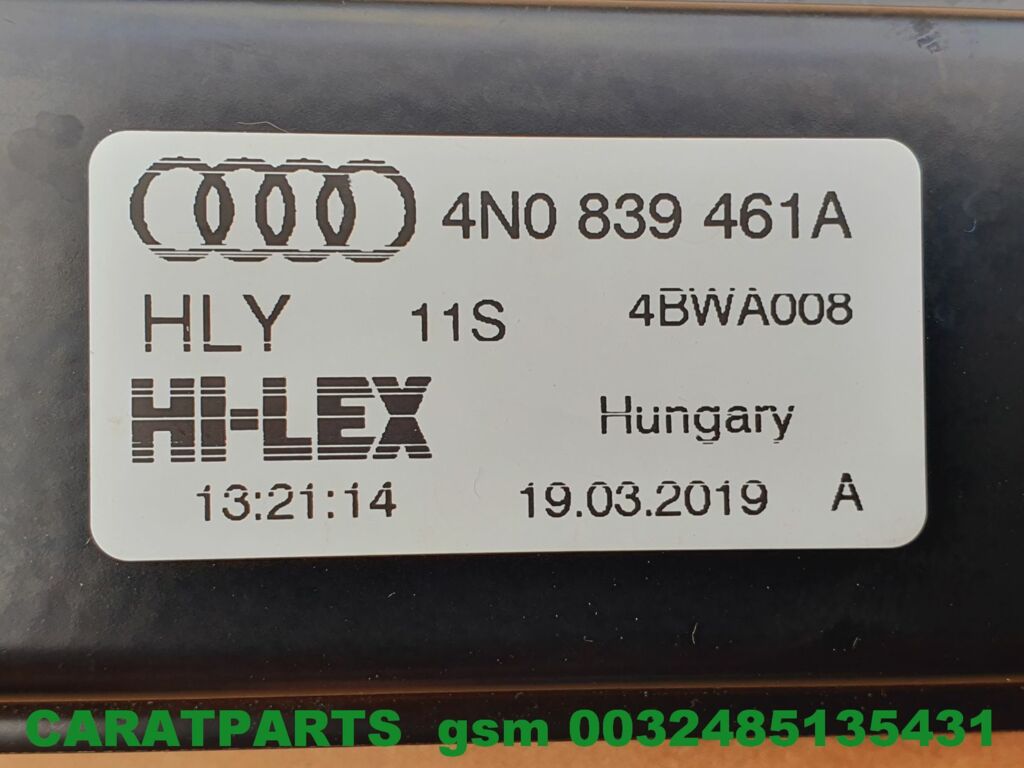 4N0 839 461A
HLY 11S 4BWA008
HI-LEX Hungary
13:21:14 19.03.2019 A
CARATPARTS gsm 0032485135431